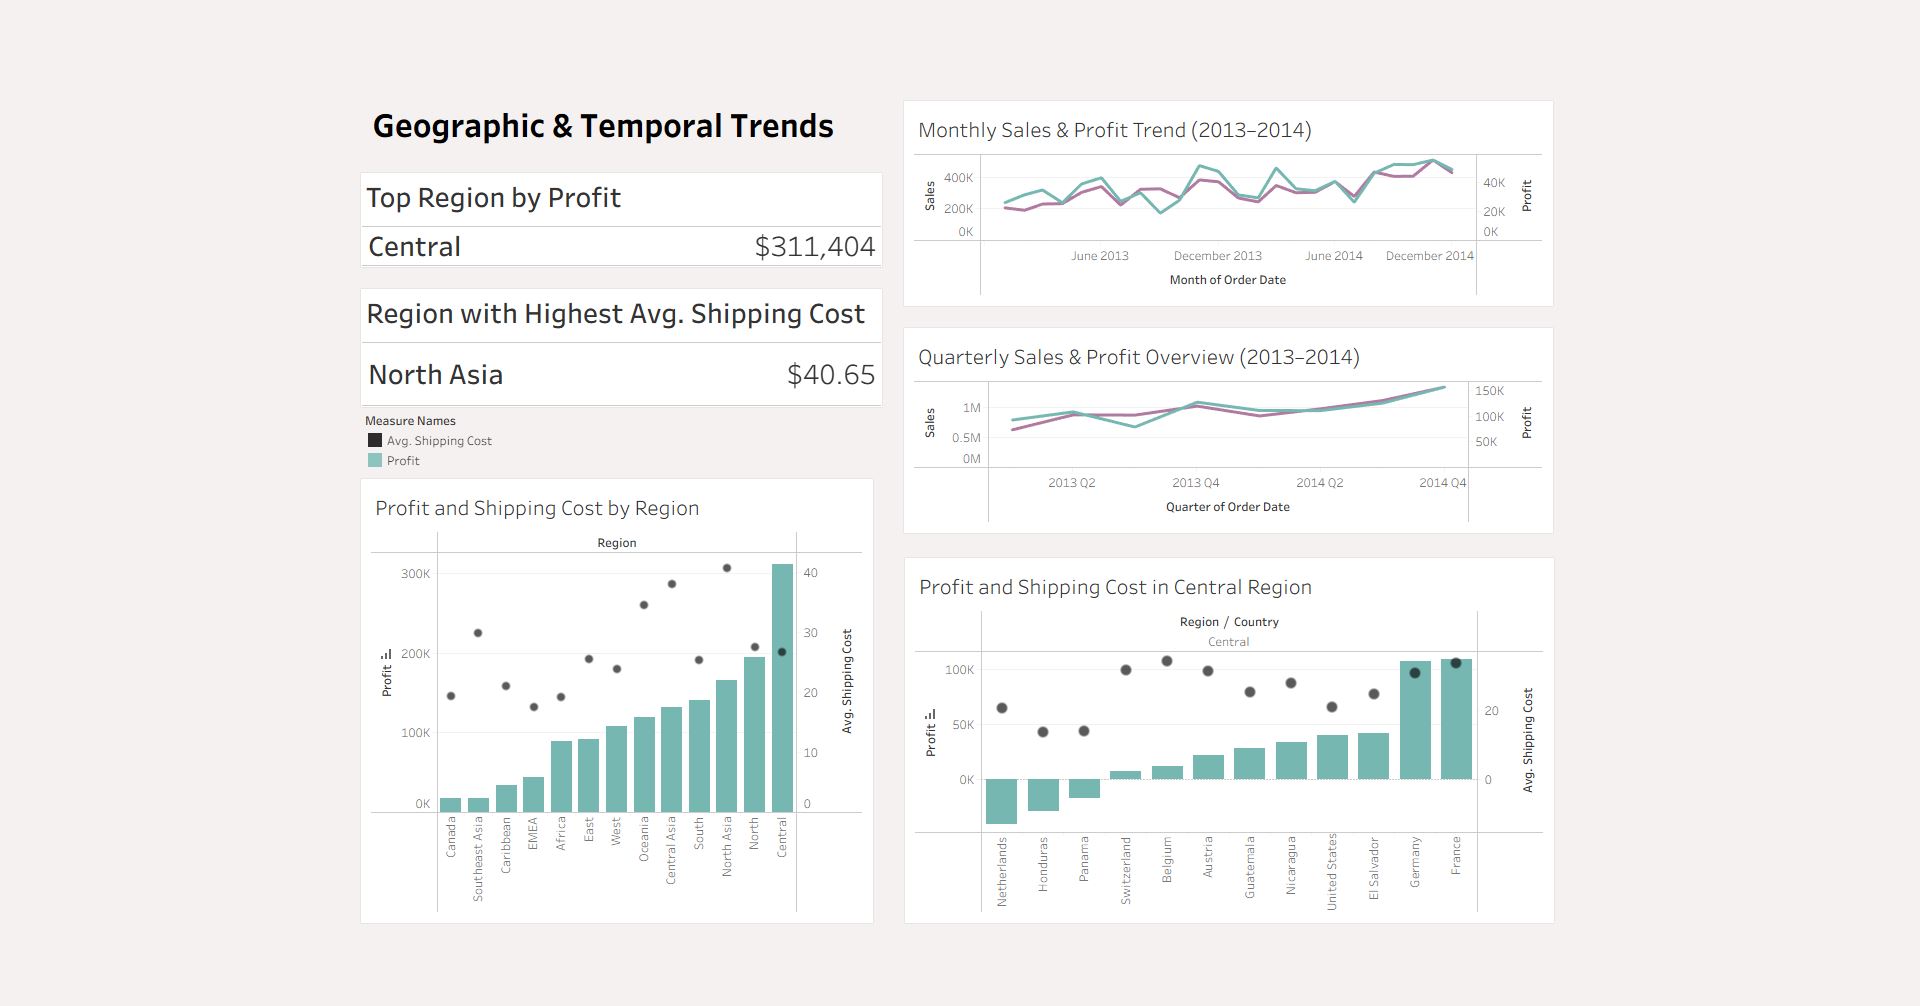 Geographic & Temporal Trends
Top Region by Profit
Central $311,404
Region with Highest Avg. Shipping Cost
North Asia $40.65
Measure Names
Avg. Shipping Cost
Profit
Profit and Shipping Cost by Region
Region
300K
200K
100K
0K
Profit
40
30
20
10
0
Avg. Shipping Cost
Canada
Southeast Asia
Caribbean
EMEA
Africa
East
West
Oceania
Central Asia
South
North Asia
North
Central
Monthly Sales & Profit Trend (2013–2014)
Sales
400K
200K
0K
40K
20K
0K
Profit
June 2013 December 2013 June 2014 December 2014
Month of Order Date
Quarterly Sales & Profit Overview (2013–2014)
Sales
1M
0.5M
0M
150K
100K
50K
Profit
2013 Q2 2013 Q4 2014 Q2 2014 Q4
Quarter of Order Date
Profit and Shipping Cost in Central Region
Region / Country
Central
100K
50K
0K
Profit
20
0
Avg. Shipping Cost
Netherlands
Honduras
Panama
Switzerland
Belgium
Austria
Guatemala
Nicaragua
United States
El Salvador
Germany
France